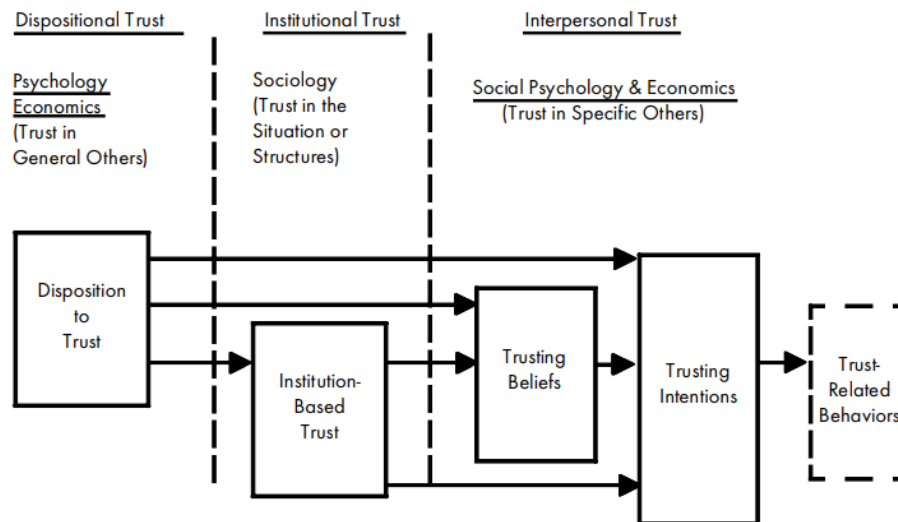 Dispositional Trust
Institutional Trust
Interpersonal Trust
Psychology
Economics
(Trust in
General Others)
Sociology
(Trust in the
Situation or
Structures)
Social Psychology & Economics
(Trust in Specific Others)
Disposition
to
Trust
Institution-
Based
Trust
Trusting
Beliefs
Trusting
Intentions
Trust-
Related
Behaviors